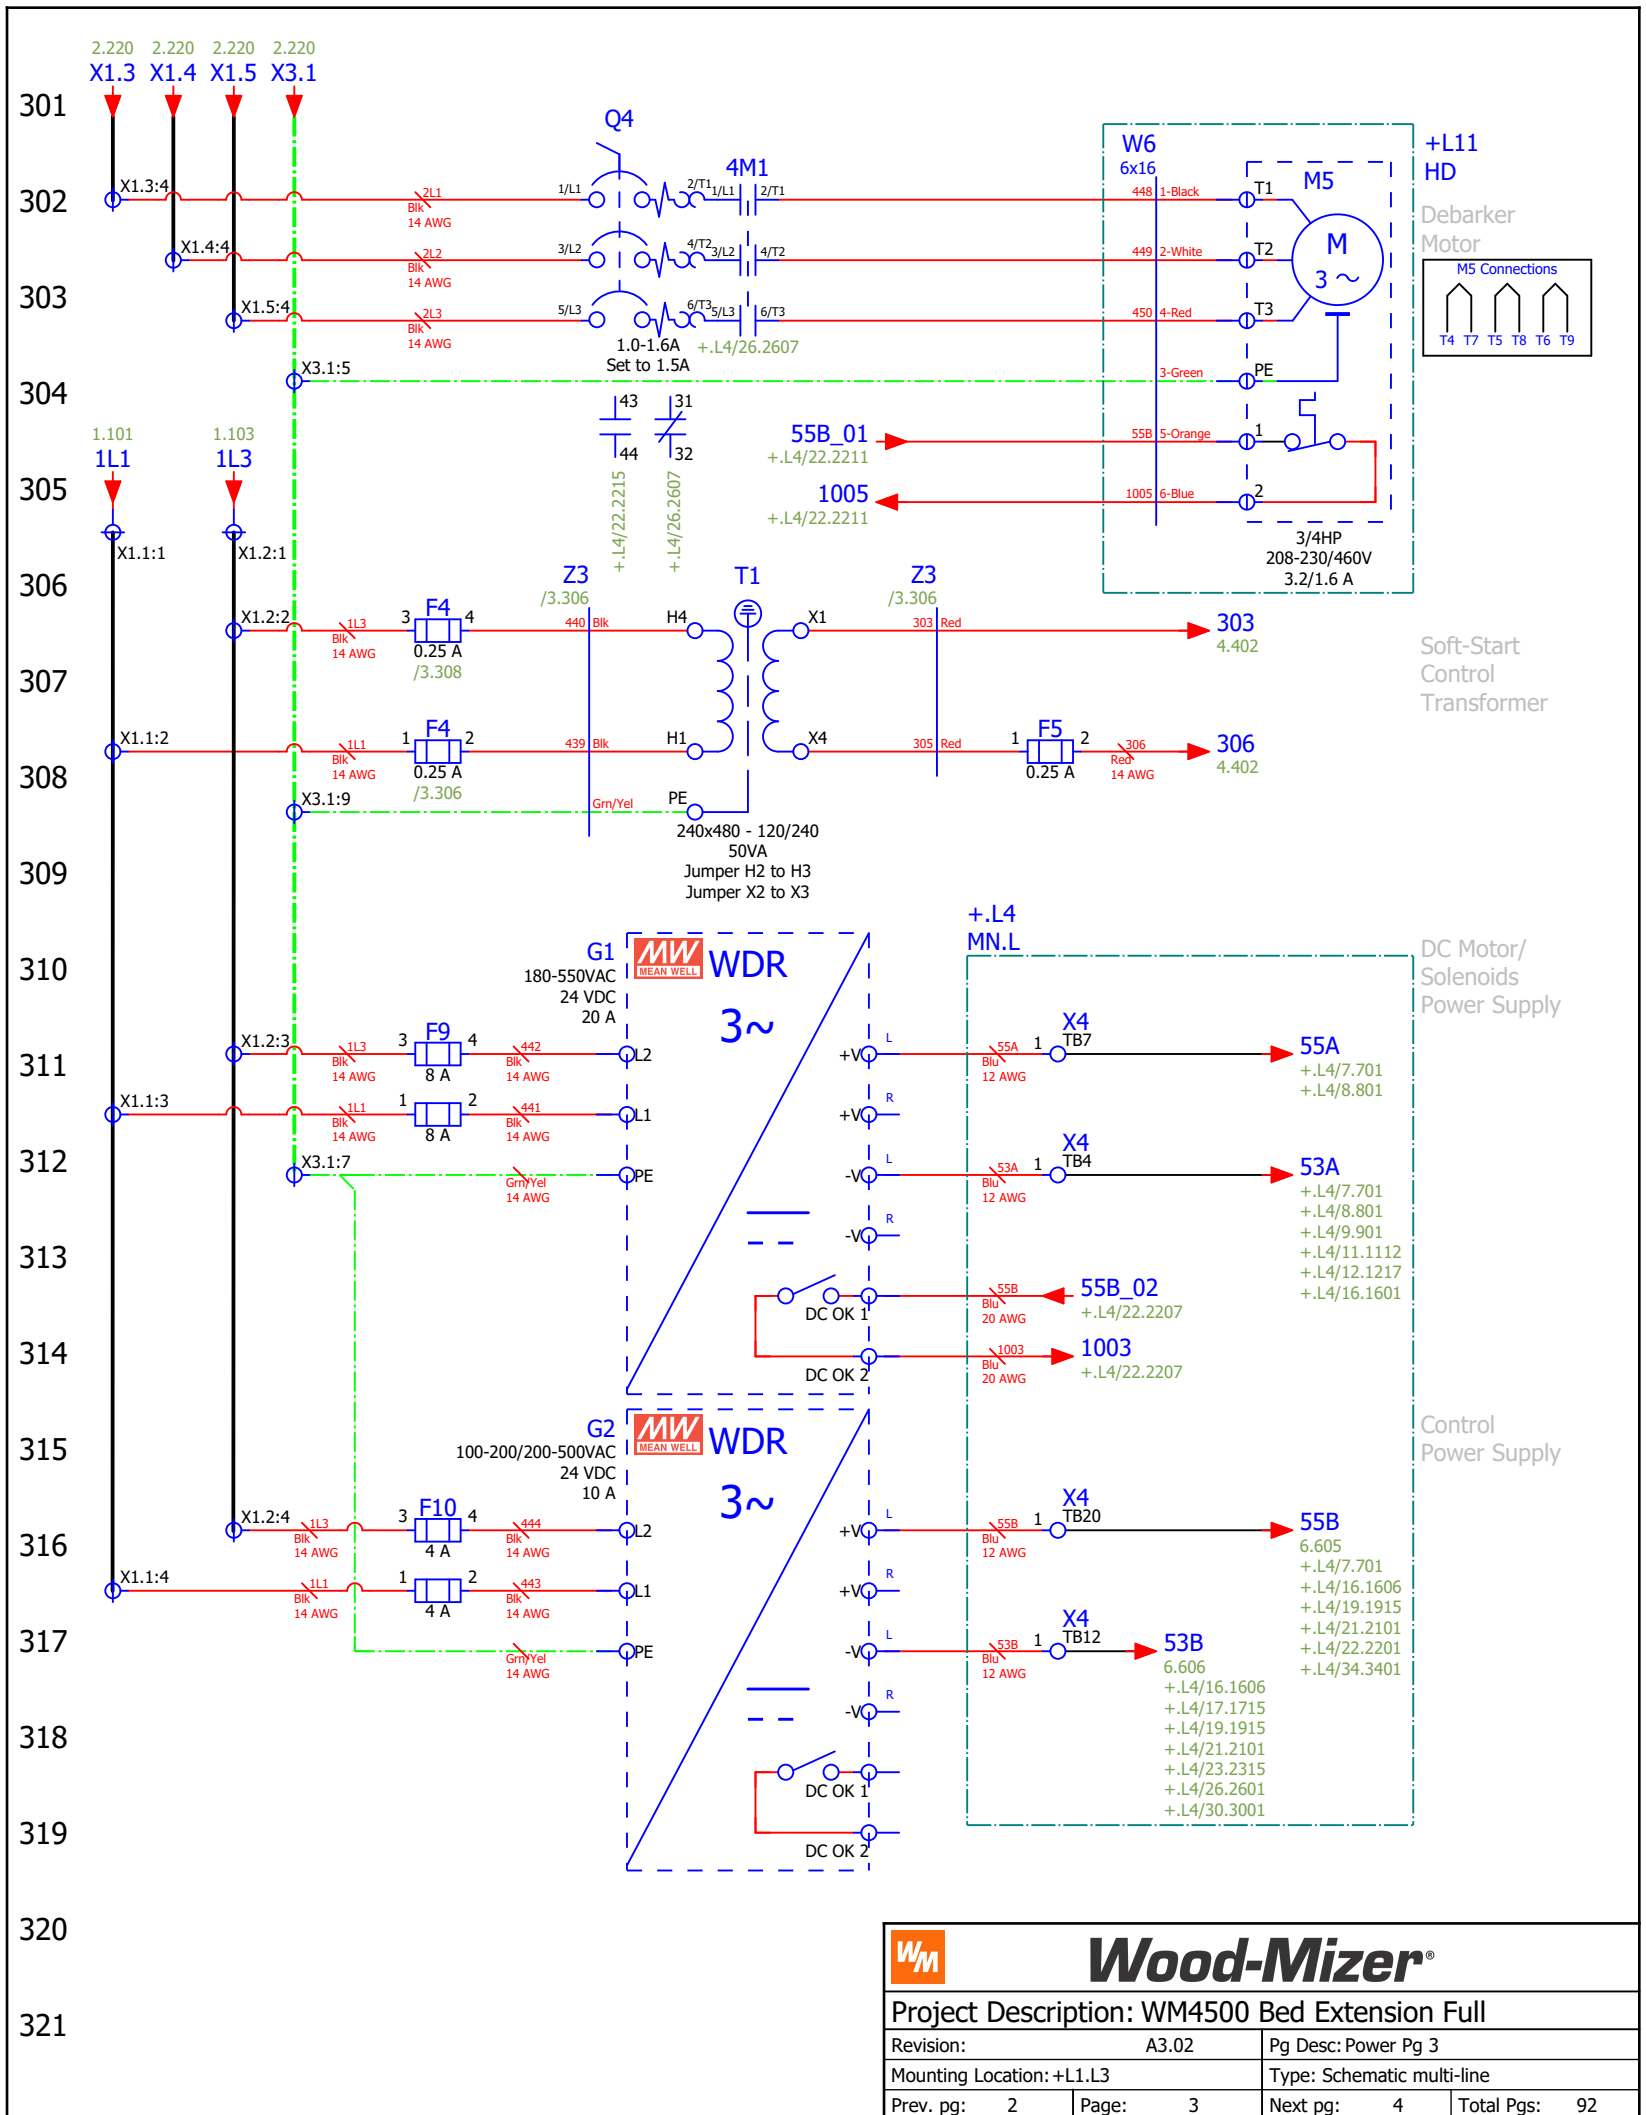 2.220 2.220 2.220 2.220
X1.3 X1.4 X1.5 X3.1
301
Q4
W6
6x16
+L11
HD
4M1
M5
302
X1.3:4
2L1
Blk
14 AWG
1/L1
2/T1
1/L1
2/T1
448 1-Black
T1
Debarker
Motor
X1.4:4
2L2
Blk
14 AWG
3/L2
4/T2
3/L2
4/T2
449 2-White
T2
M
3 ~
M5 Connections
T4 T7 T5 T8 T6 T9
303
X1.5:4
2L3
Blk
14 AWG
5/L3
6/T3
5/L3
6/T3
450 4-Red
T3
1.0-1.6A
Set to 1.5A
+.L4/26.2607
304
X3.1:5
3-Green
PE
43
44
+.L4/22.2215
31
32
+.L4/26.2607
1.101
1L1
1.103
1L3
55B_01
+.L4/22.2211
55B 5-Orange
1
305
1005
+.L4/22.2211
1005 6-Blue
2
X1.1:1
X1.2:1
3/4HP
208-230/460V
3.2/1.6 A
306
Z3
/3.306
T1
Z3
/3.306
X1.2:2
1L3
Blk
14 AWG
3
F4
4
0.25 A
/3.308
440 Blk
H4
X1
303 Red
303
4.402
307
Soft-Start
Control
Transformer
X1.1:2
1L1
Blk
14 AWG
1
F4
2
0.25 A
/3.306
439 Blk
H1
X4
305 Red
1
F5
2
0.25 A
306
Red
14 AWG
306
4.402
308
X3.1:9
Grn/Yel
PE
240x480 - 120/240
50VA
Jumper H2 to H3
Jumper X2 to X3
309
+.L4
MN.L
310
G1
180-550VAC
24 VDC
20 A
MW
MEAN WELL
WDR
3~
DC Motor/
Solenoids
Power Supply
311
X1.2:3
1L3
Blk
14 AWG
3
F9
4
8 A
442
Blk
14 AWG
L2
+V
L
55A
Blu
12 AWG
1
X4
TB7
55A
+.L4/7.701
+.L4/8.801
X1.1:3
1L1
Blk
14 AWG
1
2
8 A
441
Blk
14 AWG
L1
+V
R
312
X3.1:7
Grn/Yel
14 AWG
PE
-V
L
53A
Blu
12 AWG
1
X4
TB4
53A
+.L4/7.701
+.L4/8.801
+.L4/9.901
+.L4/11.1112
+.L4/12.1217
+.L4/16.1601
-V
R
313
DC OK 1
55B
Blu
20 AWG
55B_02
+.L4/22.2207
314
DC OK 2
1003
Blu
20 AWG
1003
+.L4/22.2207
315
G2
100-200/200-500VAC
24 VDC
10 A
MW
MEAN WELL
WDR
3~
Control
Power Supply
316
X1.2:4
1L3
Blk
14 AWG
3
F10
4
4 A
444
Blk
14 AWG
L2
+V
L
55B
Blu
12 AWG
1
X4
TB20
55B
6.605
+.L4/7.701
+.L4/16.1606
+.L4/19.1915
+.L4/21.2101
+.L4/22.2201
+.L4/34.3401
X1.1:4
1L1
Blk
14 AWG
1
2
4 A
443
Blk
14 AWG
L1
+V
R
317
Grn/Yel
14 AWG
PE
-V
L
53B
Blu
12 AWG
1
X4
TB12
53B
6.606
+.L4/16.1606
+.L4/17.1715
+.L4/19.1915
+.L4/21.2101
+.L4/23.2315
+.L4/26.2601
+.L4/30.3001
-V
R
318
DC OK 1
319
DC OK 2
320
321
WM
Wood-Mizer®
Project Description: WM4500 Bed Extension Full
Revision: A3.02
Pg Desc: Power Pg 3
Mounting Location: +L1.L3
Type: Schematic multi-line
Prev. pg: 2 Page: 3 Next pg: 4 Total Pgs: 92